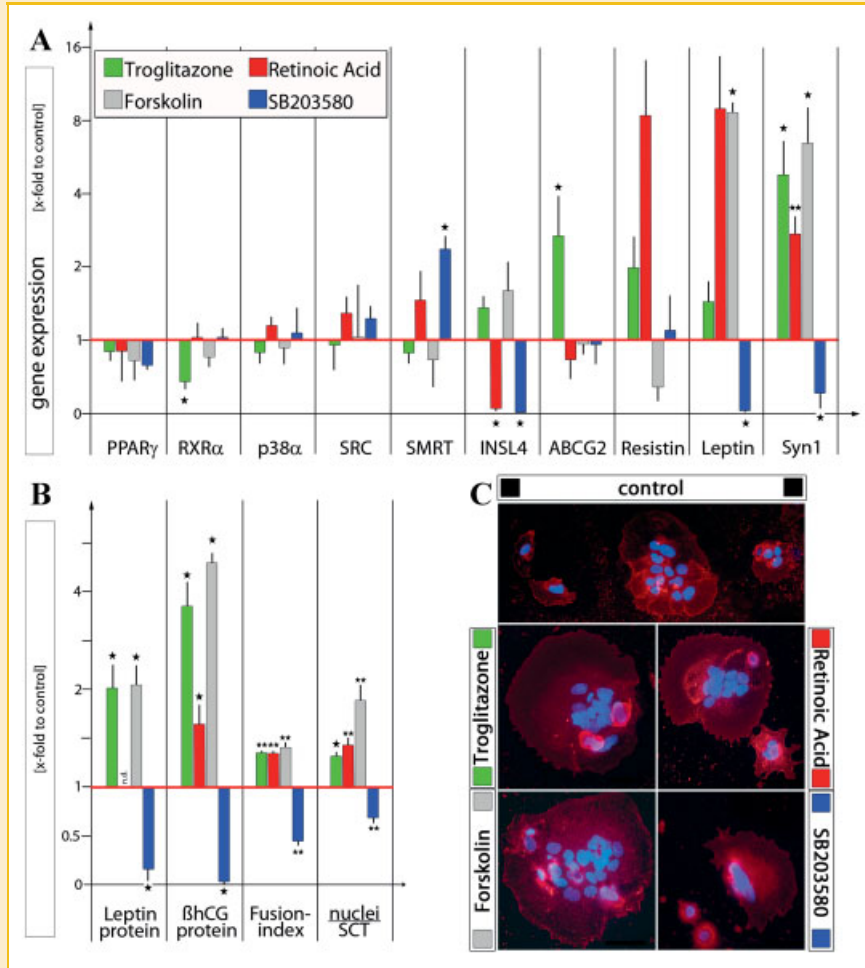 A
[x-fold to control]
gene expression
16
8
4
2
1
0
Troglitazone
Retinoic Acid
Forskolin
SB203580
PPARγ RXRα p38α SRC SMRT INSL4 ABCG2 Resistin Leptin Syn1
B
[x-fold to control]
4
2
1
0.5
0
n.d.
Leptin protein
ßhCG protein
Fusion-index
nuclei SCT
C
control
Troglitazone
Retinoic Acid
Forskolin
SB203580